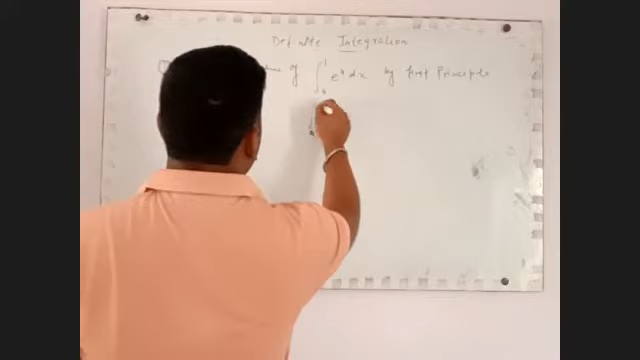 Definite Integration
of ∫₀¹ eˣ dx by first Principle